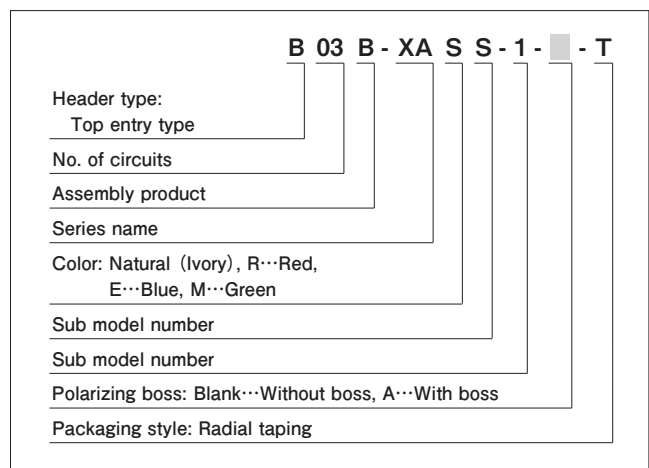 B 03 B - XA S S - 1 - - T
Header type:
Top entry type
No. of circuits
Assembly product
Series name
Color: Natural (Ivory), R…Red,
E…Blue, M…Green
Sub model number
Sub model number
Polarizing boss: Blank…Without boss, A…With boss
Packaging style: Radial taping